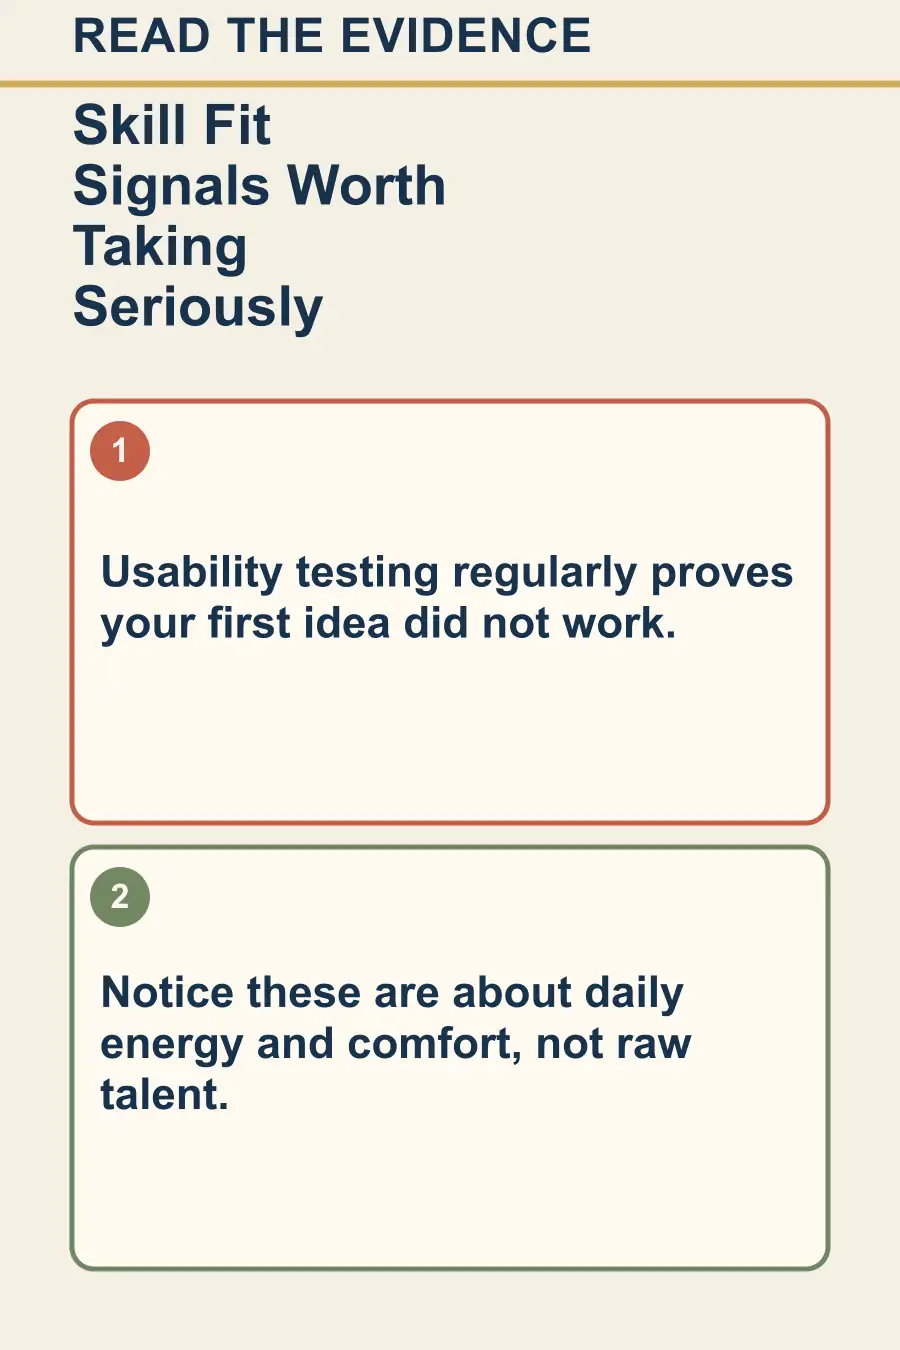 READ THE EVIDENCE
Skill Fit
Signals Worth
Taking
Seriously
1
Usability testing regularly proves
your first idea did not work.
2
Notice these are about daily
energy and comfort, not raw
talent.